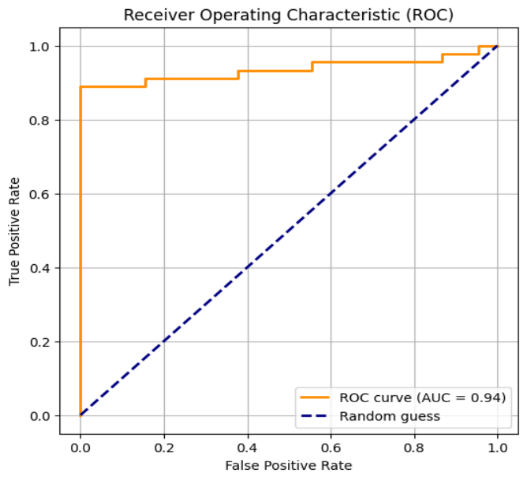 Receiver Operating Characteristic (ROC)
True Positive Rate
1.0
0.8
0.6
0.4
0.2
0.0
ROC curve (AUC = 0.94)
Random guess
0.0 0.2 0.4 0.6 0.8 1.0
False Positive Rate